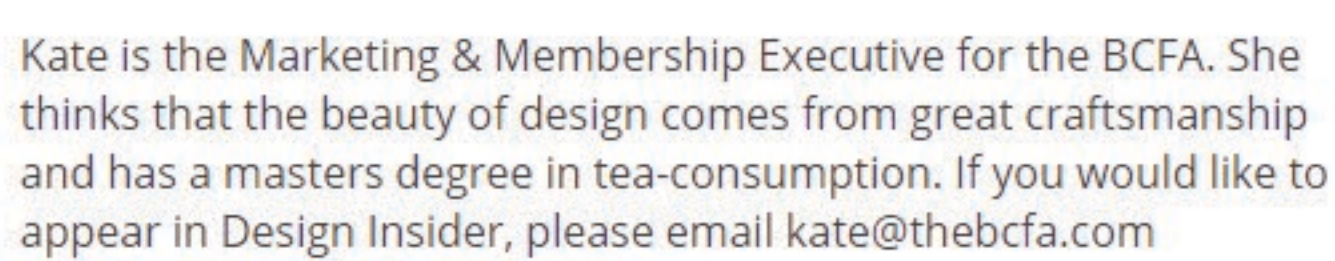 Kate is the Marketing & Membership Executive for the BCFA. She
thinks that the beauty of design comes from great craftsmanship
and has a masters degree in tea-consumption. If you would like to
appear in Design Insider, please email kate@thebcfa.com